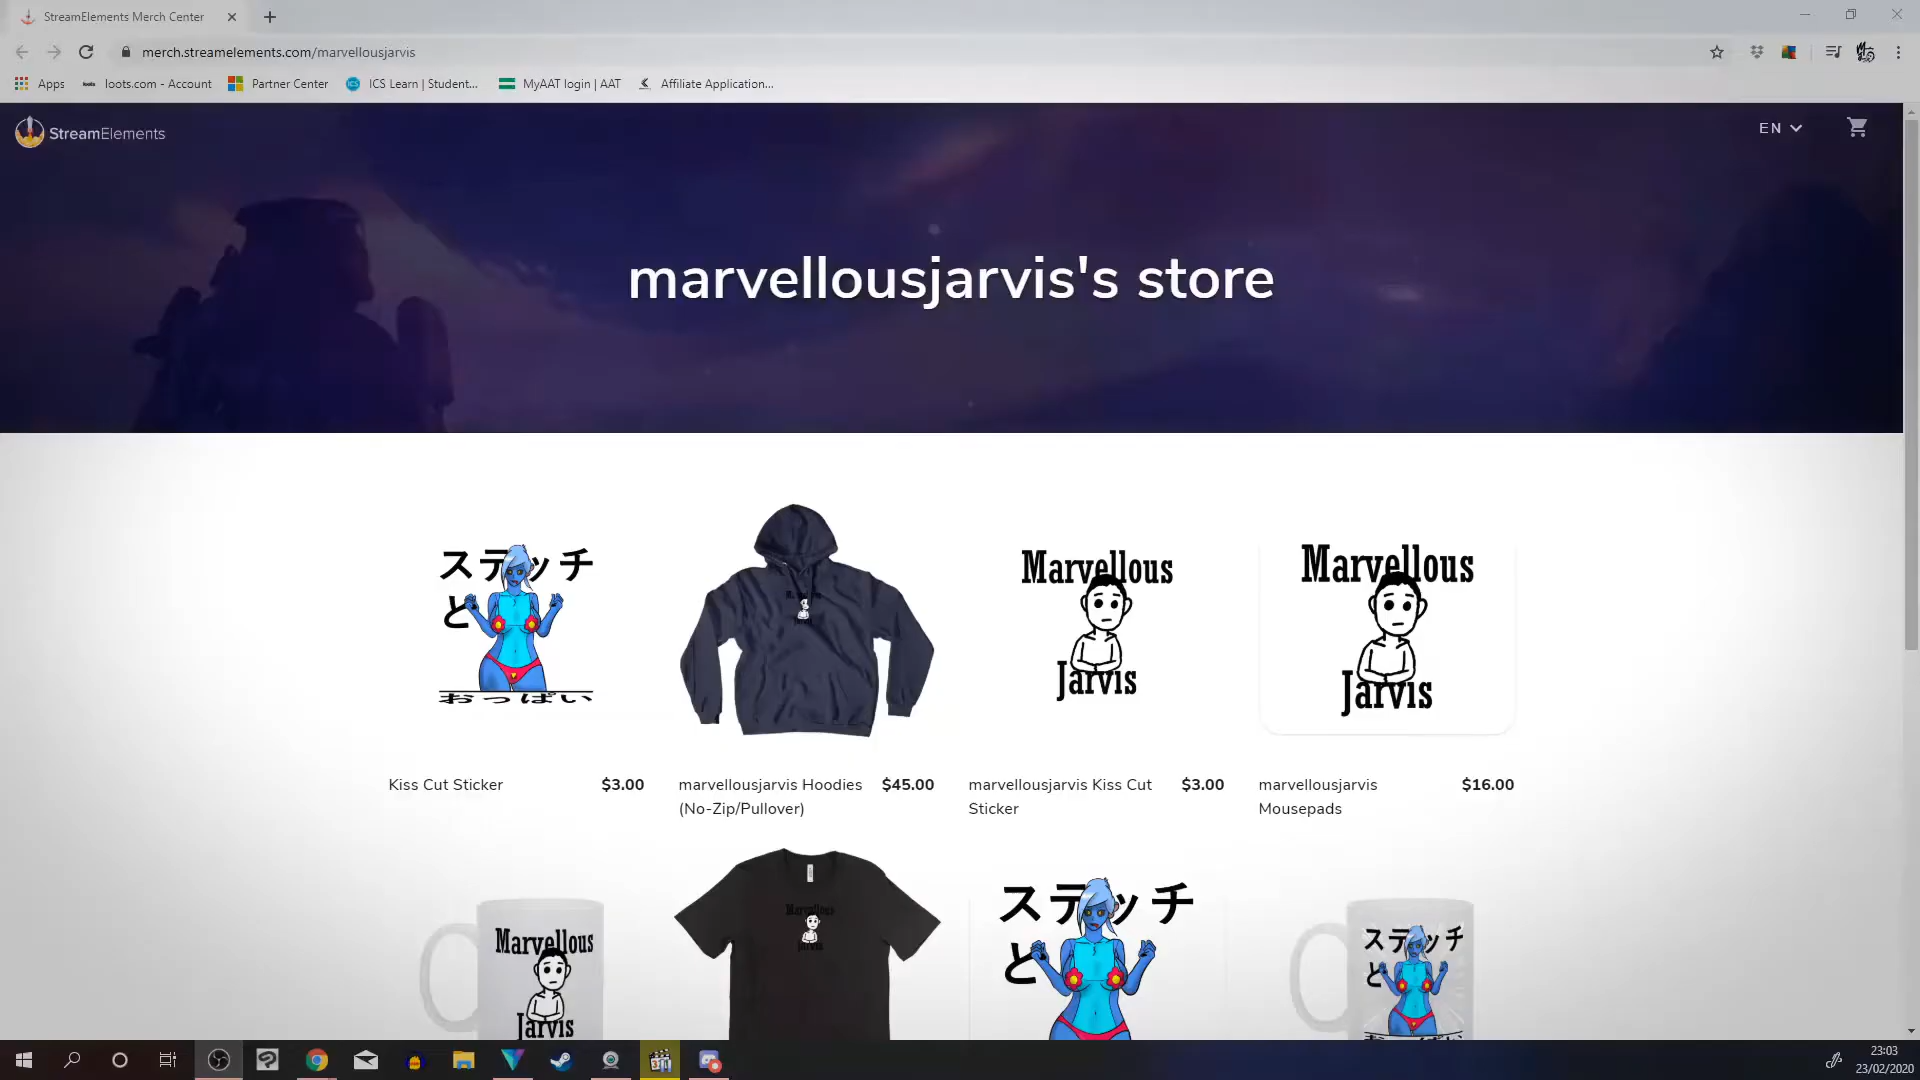 StreamElements Merch Center
merch.streamelements.com/marvellousjarvis
Apps
loots.com - Account
Partner Center
ICS Learn | Student...
MyAAT login | AAT
Affiliate Application...
StreamElements
EN
marvellousjarvis's store
ステッチ
と
おっぱい
Marvellous
Jarvis
Marvellous
Jarvis
Kiss Cut Sticker
$3.00
marvellousjarvis Hoodies
(No-Zip/Pullover)
$45.00
marvellousjarvis Kiss Cut
Sticker
$3.00
marvellousjarvis
Mousepads
$16.00
Marvellous
Jarvis
Marvellous
Jarvis
ステッチ
と
ステッチ
と
23:03
23/02/2020